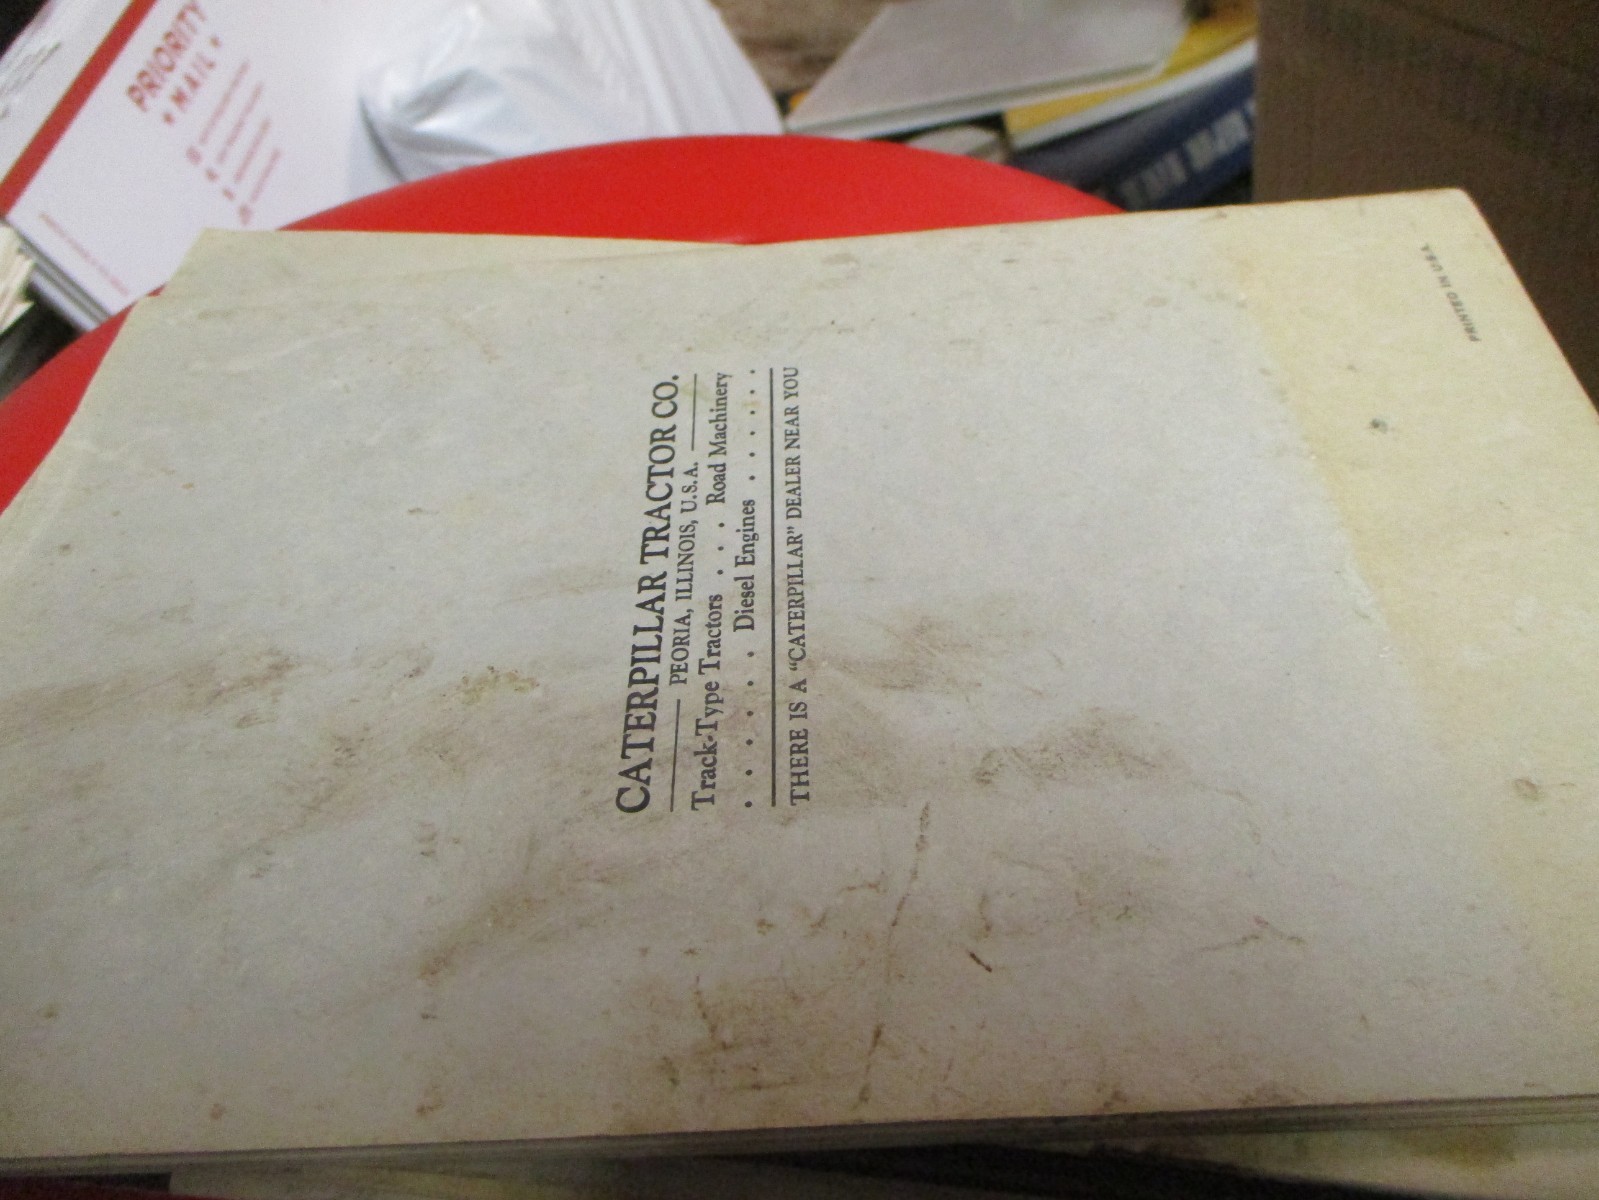 PRIORITY
★ MAIL ★
CATERPILLAR TRACTOR CO.
PEORIA, ILLINOIS, U.S.A.
Track-Type Tractors . . . Road Machinery
. . . . . . Diesel Engines . . . . . . .
THERE IS A “CATERPILLAR” DEALER NEAR YOU
PRINTED IN U.S.A.